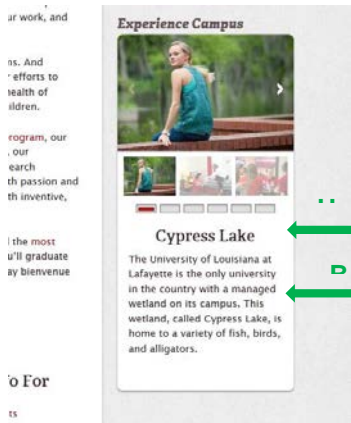 ur work, and
ns. And
r efforts to
health of
ildren.
rogram, our
, our
earch
th passion and
th inventive,
l the most
u'll graduate
ay bienvenue
o For
ts
Experience Campus
Cypress Lake
The University of Louisiana at
Lafayette is the only university
in the country with a managed
wetland on its campus. This
wetland, called Cypress Lake, is
home to a variety of fish, birds,
and alligators.